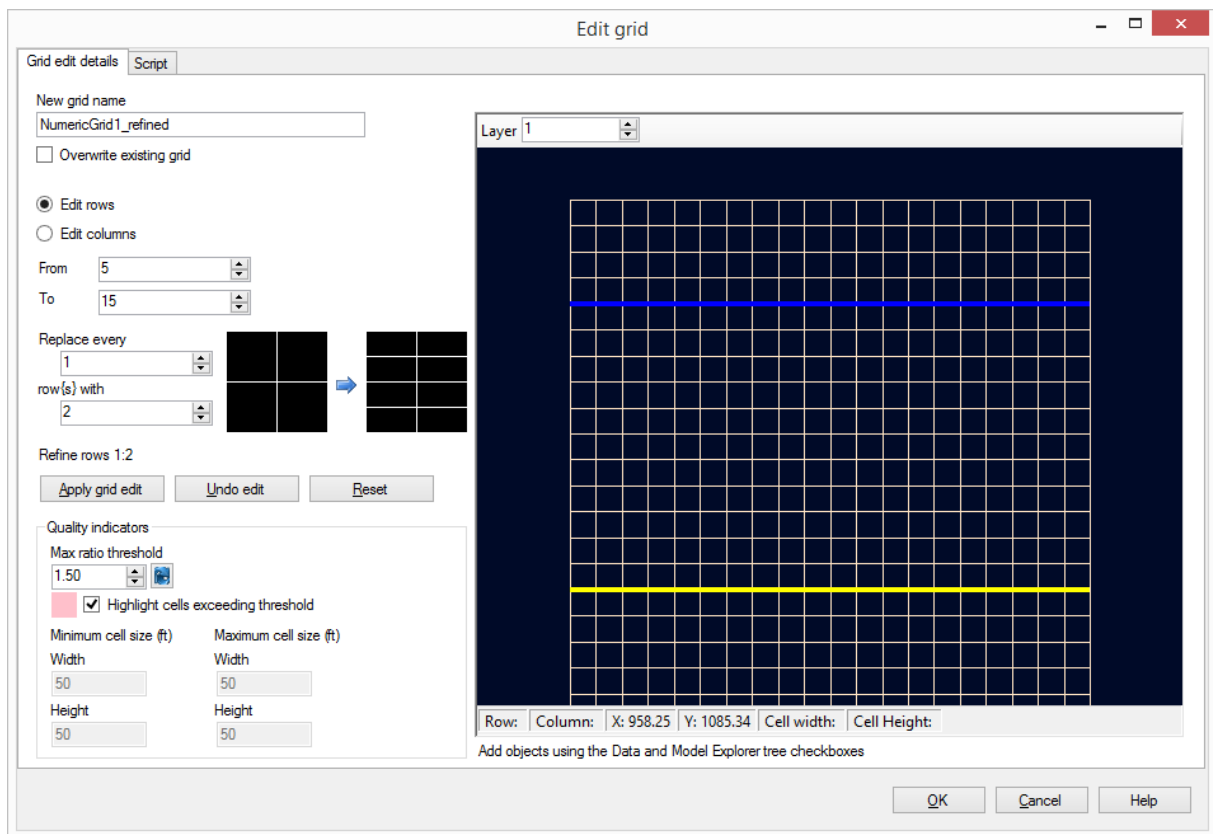 Edit grid
Grid edit details Script
New grid name
NumericGrid1_refined
Overwrite existing grid
Edit rows
Edit columns
From 5
To 15
Replace every
1
row{s} with
2
Refine rows 1:2
Apply grid edit Undo edit Reset
Quality indicators
Max ratio threshold
1.50
Highlight cells exceeding threshold
Minimum cell size (ft) Maximum cell size (ft)
Width Width
50 50
Height Height
50 50
Layer 1
Row: Column: X: 958.25 Y: 1085.34 Cell width: Cell Height:
Add objects using the Data and Model Explorer tree checkboxes
OK Cancel Help